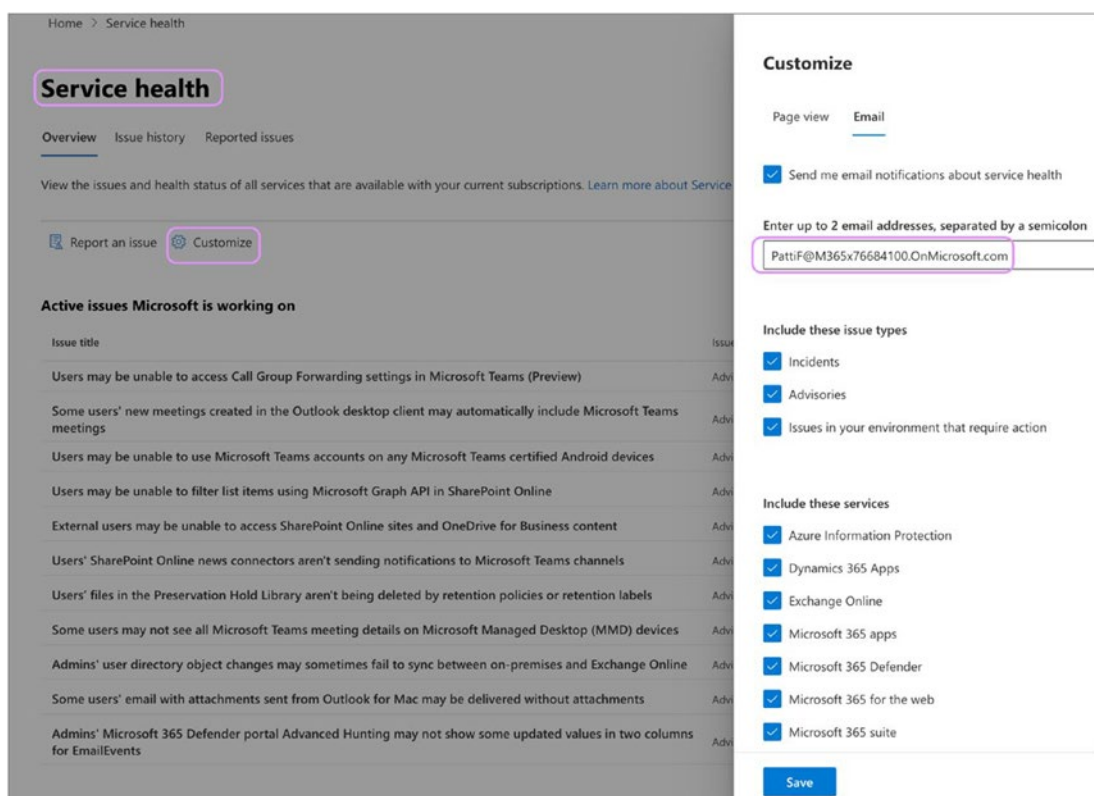 Home > Service health
Service health
Overview Issue history Reported issues
View the issues and health status of all services that are available with your current subscriptions. Learn more about Service
Report an issue Customize
Active issues Microsoft is working on
Issue title Issue
Users may be unable to access Call Group Forwarding settings in Microsoft Teams (Preview) Advi
Some users' new meetings created in the Outlook desktop client may automatically include Microsoft Teams
meetings Advi
Users may be unable to use Microsoft Teams accounts on any Microsoft Teams certified Android devices Advi
Users may be unable to filter list items using Microsoft Graph API in SharePoint Online Advi
External users may be unable to access SharePoint Online sites and OneDrive for Business content Advi
Users' SharePoint Online news connectors aren't sending notifications to Microsoft Teams channels Advi
Users' files in the Preservation Hold Library aren't being deleted by retention policies or retention labels Advi
Some users may not see all Microsoft Teams meeting details on Microsoft Managed Desktop (MMD) devices Advi
Admins' user directory object changes may sometimes fail to sync between on-premises and Exchange Online Advi
Some users' email with attachments sent from Outlook for Mac may be delivered without attachments Advi
Admins' Microsoft 365 Defender portal Advanced Hunting may not show some updated values in two columns
for EmailEvents Advi
Customize
Page view Email
Send me email notifications about service health
Enter up to 2 email addresses, separated by a semicolon
PattiF@M365x76684100.OnMicrosoft.com
Include these issue types
Incidents
Advisories
Issues in your environment that require action
Include these services
Azure Information Protection
Dynamics 365 Apps
Exchange Online
Microsoft 365 apps
Microsoft 365 Defender
Microsoft 365 for the web
Microsoft 365 suite
Save